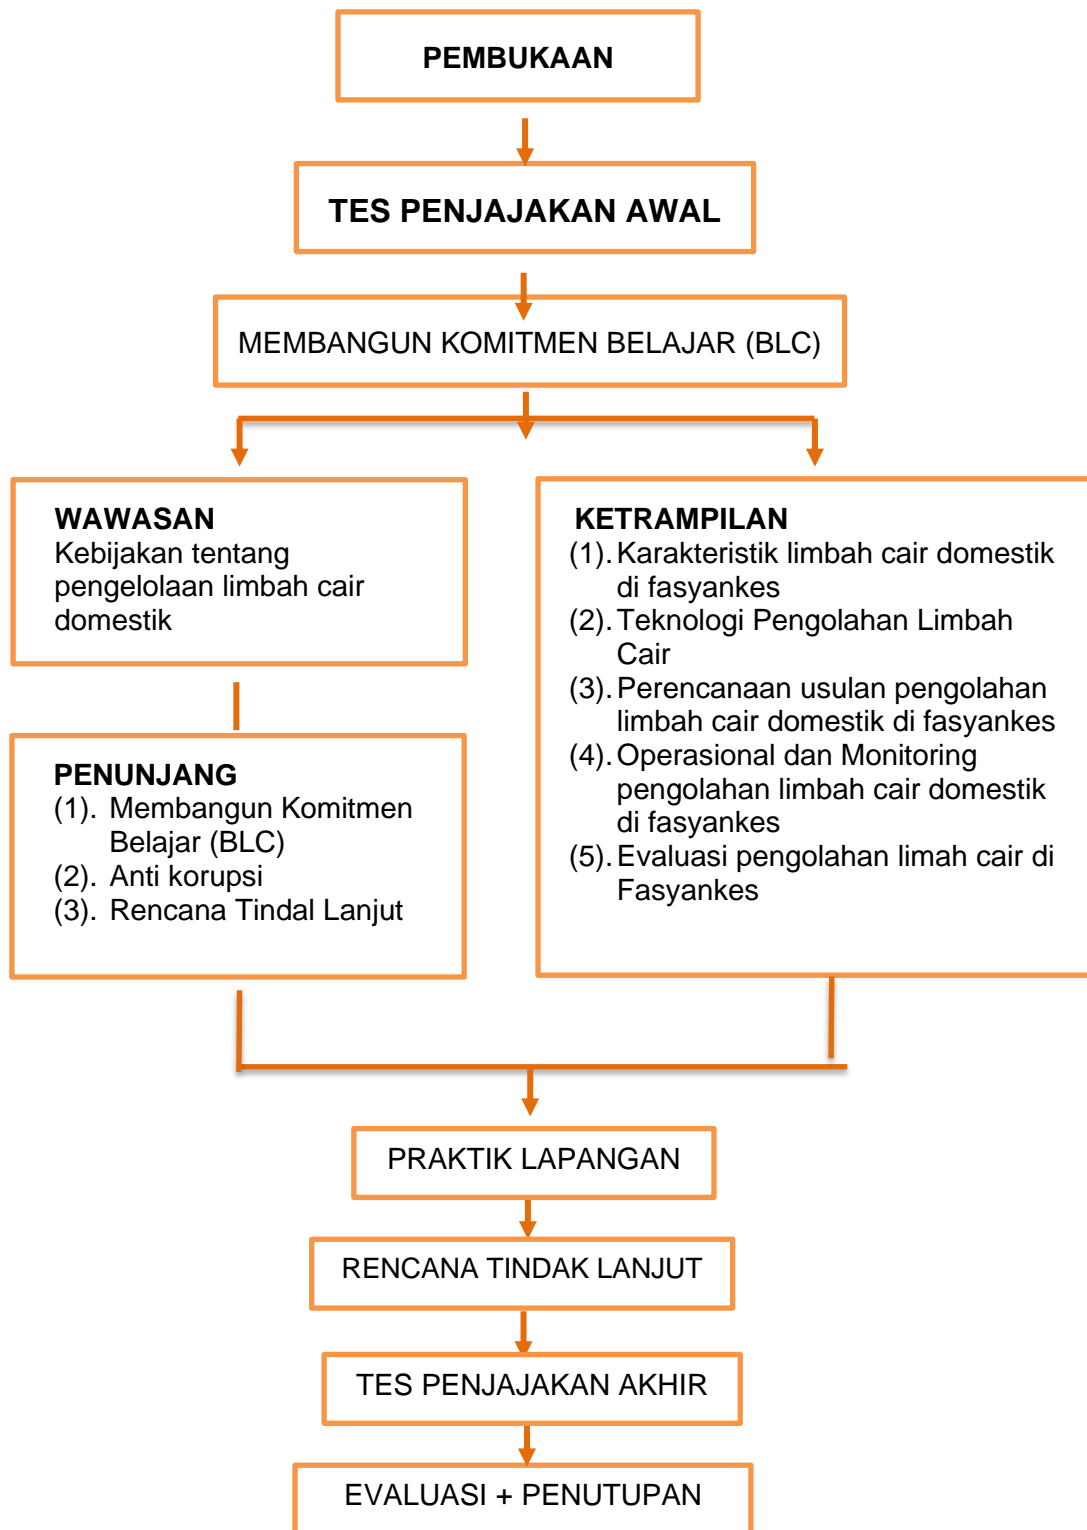 PEMBUKAAN
TES PENJAJAKAN AWAL
MEMBANGUN KOMITMEN BELAJAR (BLC)
WAWASAN
Kebijakan tentang
pengelolaan limbah cair
domestik
PENUNJANG
(1). Membangun Komitmen
Belajar (BLC)
(2). Anti korupsi
(3). Rencana Tindal Lanjut
KETRAMPILAN
(1). Karakteristik limbah cair domestik
di fasyankes
(2). Teknologi Pengolahan Limbah
Cair
(3). Perencanaan usulan pengolahan
limbah cair domestik di fasyankes
(4). Operasional dan Monitoring
pengolahan limbah cair domestik
di fasyankes
(5). Evaluasi pengolahan limah cair di
Fasyankes
PRAKTIK LAPANGAN
RENCANA TINDAK LANJUT
TES PENJAJAKAN AKHIR
EVALUASI + PENUTUPAN